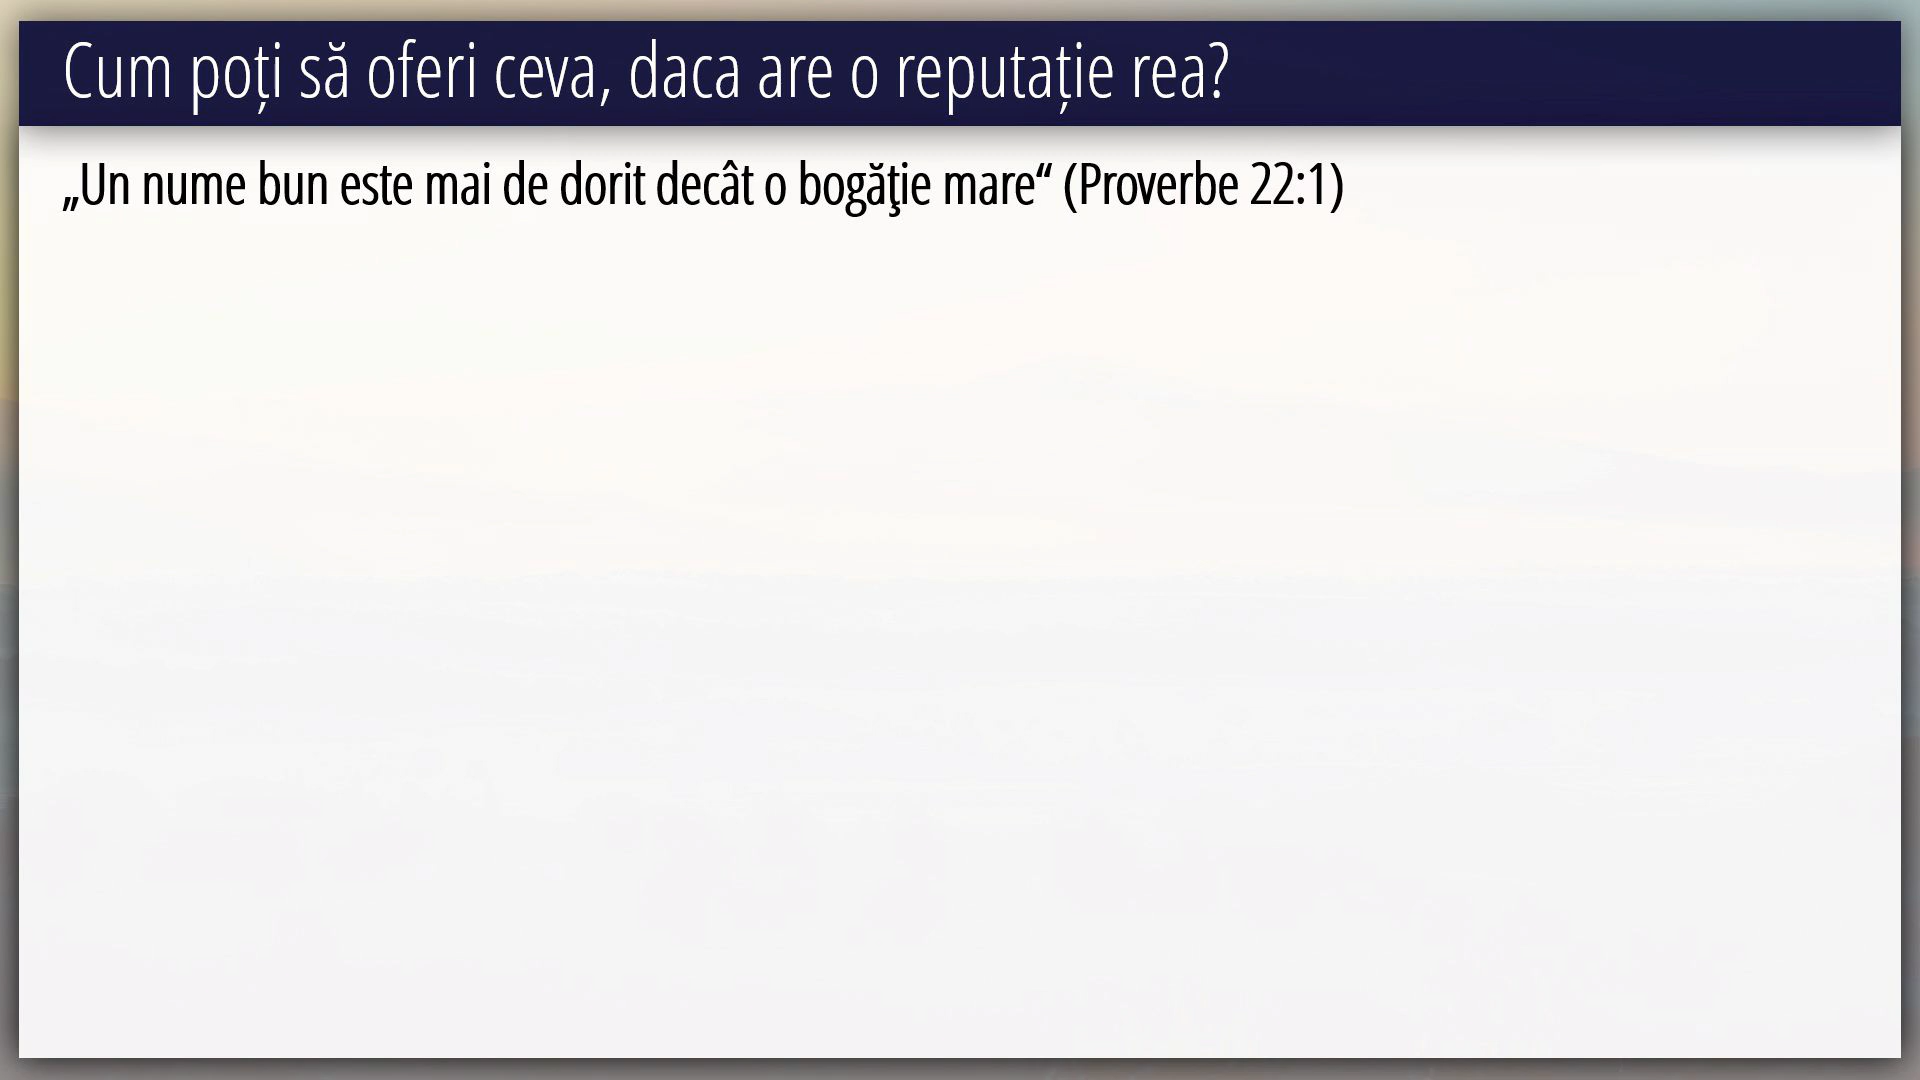 Cum poți să oferi ceva, daca are o reputație rea?
„Un nume bun este mai de dorit decât o bogăţie mare“ (Proverbe 22:1)